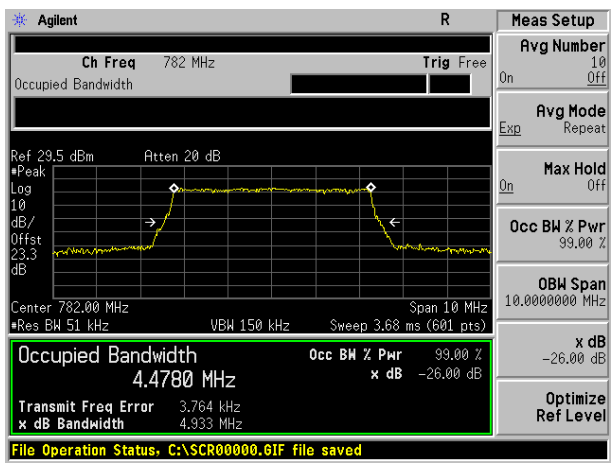 Agilent R Meas Setup
Ch Freq 782 MHz Trig Free
Occupied Bandwidth
Ref 29.5 dBm Atten 20 dB
#Peak
Log
10
dB/
Offst
23.3
dB
Center 782.00 MHz Span 10 MHz
#Res BW 51 kHz VBW 150 kHz Sweep 3.68 ms (601 pts)
Occupied Bandwidth Occ BW % Pwr 99.00 %
4.4780 MHz x dB -26.00 dB
Transmit Freq Error 3.764 kHz
x dB Bandwidth 4.933 MHz
File Operation Status, C:\SCR00000.GIF file saved
Avg Number
10
On Off
Avg Mode
Exp Repeat
Max Hold
On Off
Occ BW % Pwr
99.00 %
OBW Span
10.0000000 MHz
x dB
-26.00 dB
Optimize
Ref Level